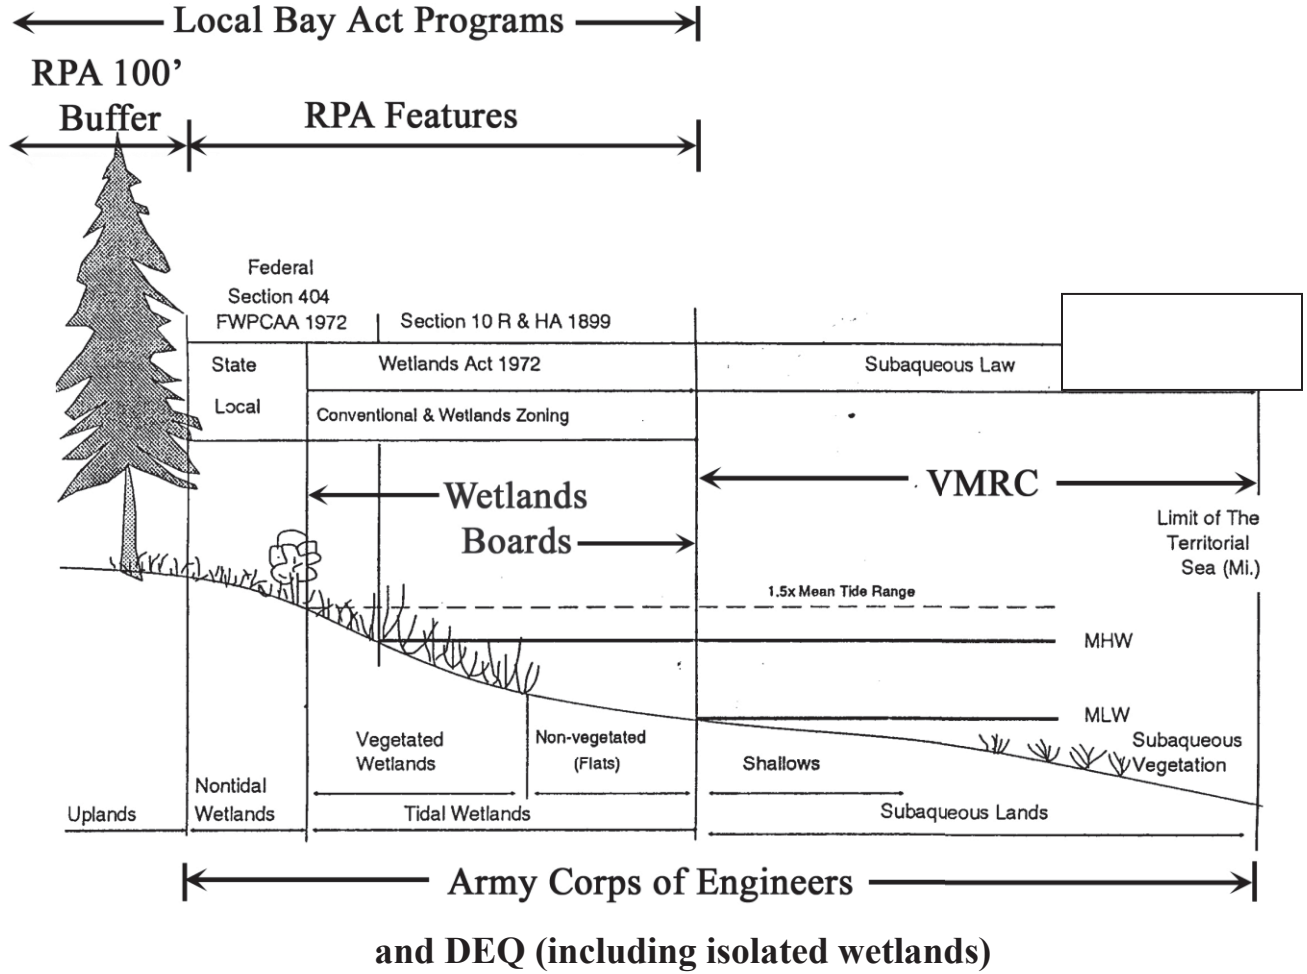 Local Bay Act Programs
RPA 100’
Buffer
RPA Features
Federal
Section 404
FWPCAA 1972
Section 10 R & HA 1899
State
Wetlands Act 1972
Subaqueous Law
Local
Conventional & Wetlands Zoning
Wetlands
Boards
VMRC
Limit of The
Territorial
Sea (Mi.)
1.5x Mean Tide Range
MHW
MLW
Vegetated
Wetlands
Non-vegetated
(Flats)
Shallows
Subaqueous
Vegetation
Nontidal
Wetlands
Uplands
Tidal Wetlands
Subaqueous Lands
Army Corps of Engineers
and DEQ (including isolated wetlands)